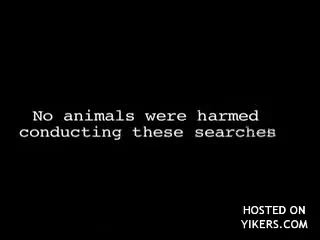 No animals were harmed
conducting these searches
HOSTED ON
YIKERS.COM